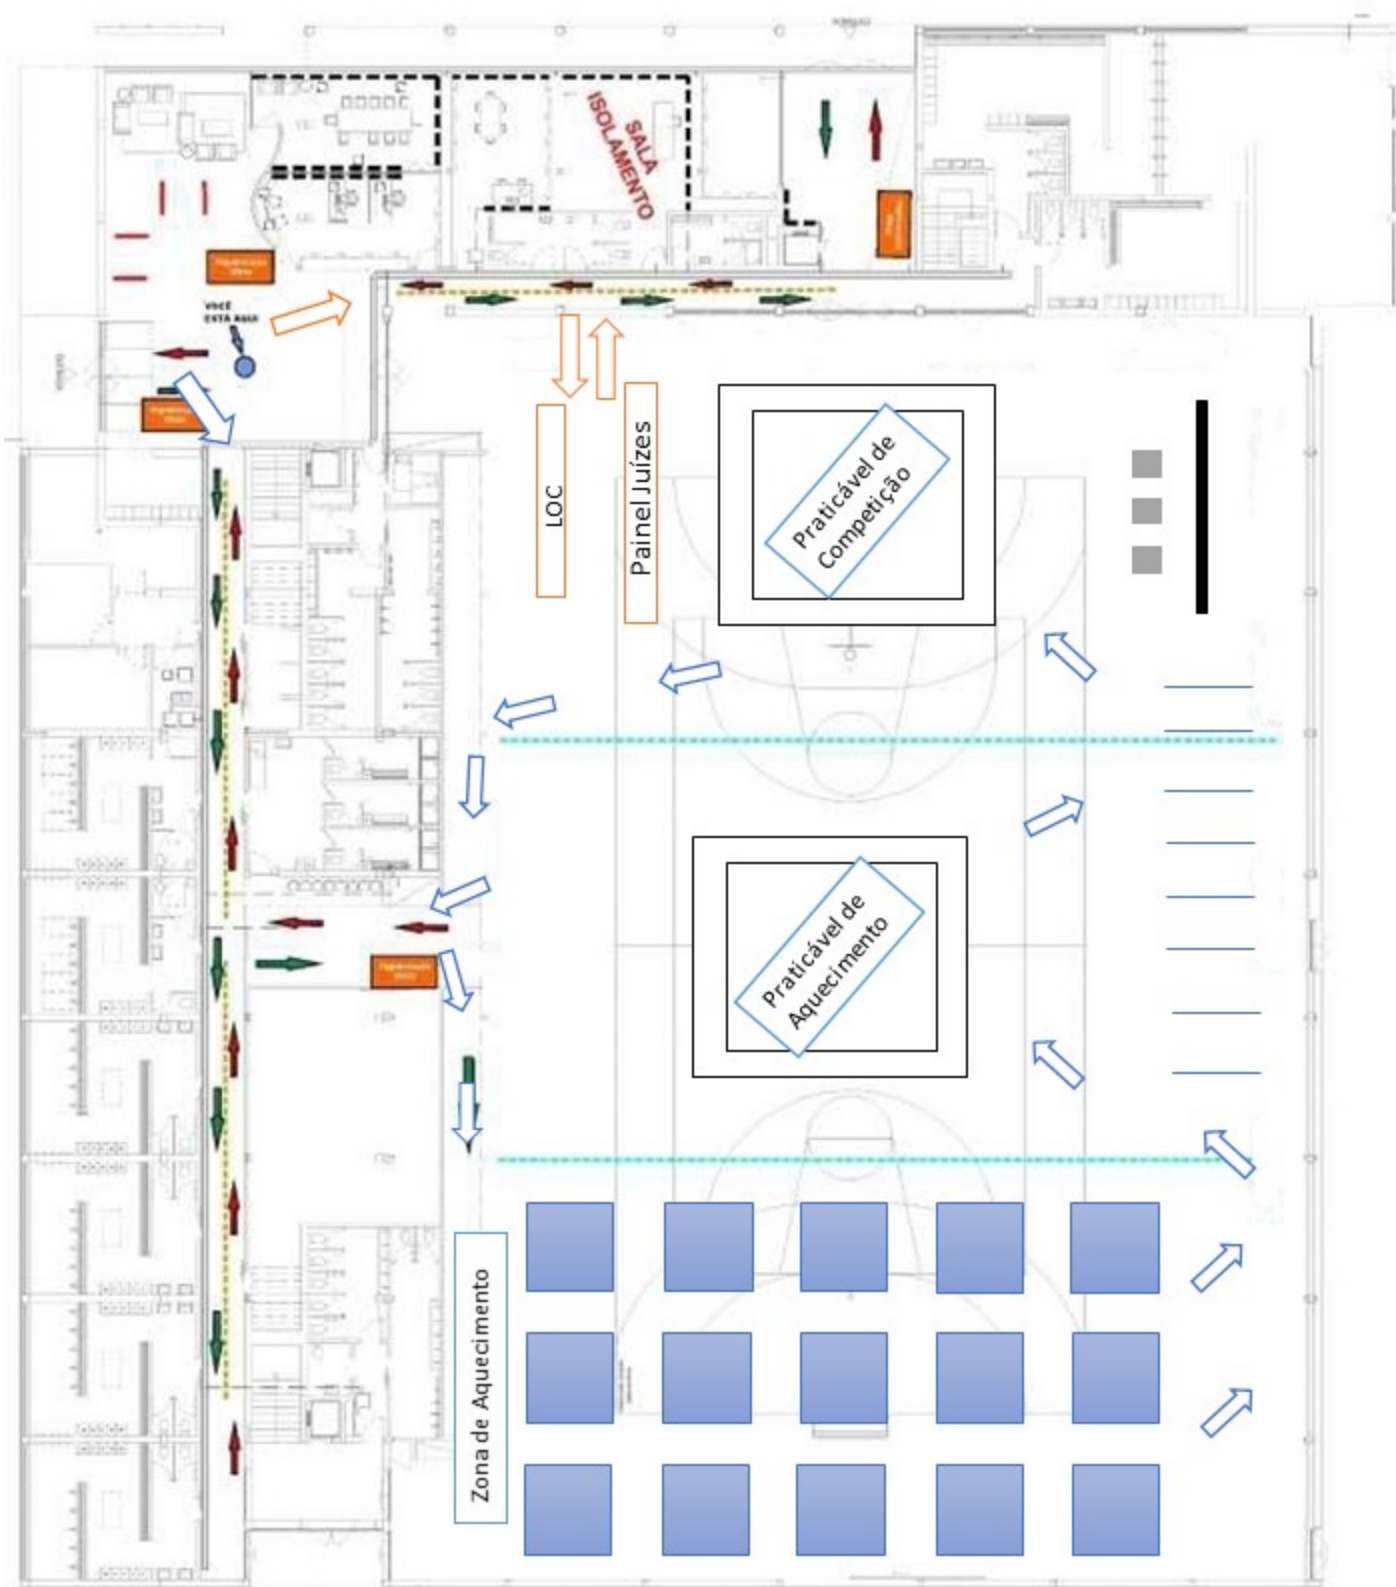 SALA
ISOLAMENTO
VOCÊ
ESTÁ AQUI
LOC
Painel Juízes
Praticável de
Competição
Praticável de
Aquecimento
Zona de Aquecimento